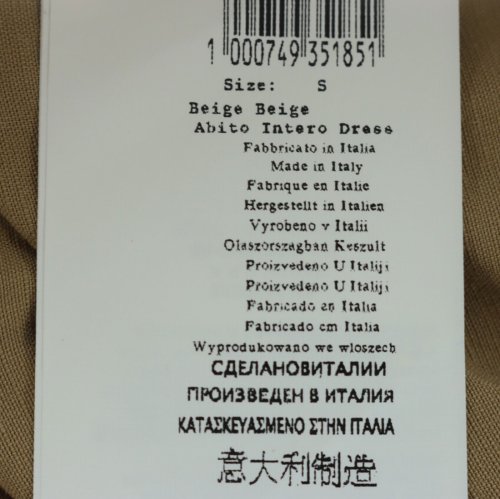 1 000749 351851
Size: S
Beige Beige
Abito Intero Dress
Fabbricato in Italia
Made in Italy
Fabrique en Italie
Hergestellt in Italien
Vyrobeno v Italii
Olaszorszagban Keszult
Proizvedeno U Italiji
Proizvedeno U Italiji
Fabricado en Italia
Fabricado em Italia
Wyprodukowano we wloszech
СДЕЛАНОВИТАЛИИ
ПРОИЗВЕДЕН В ИТАЛИЯ
ΚΑΤΑΣΚΕΥΑΣΜΕΝΟ ΣΤΗΝ ΙΤΑΛΙΑ
意大利制造